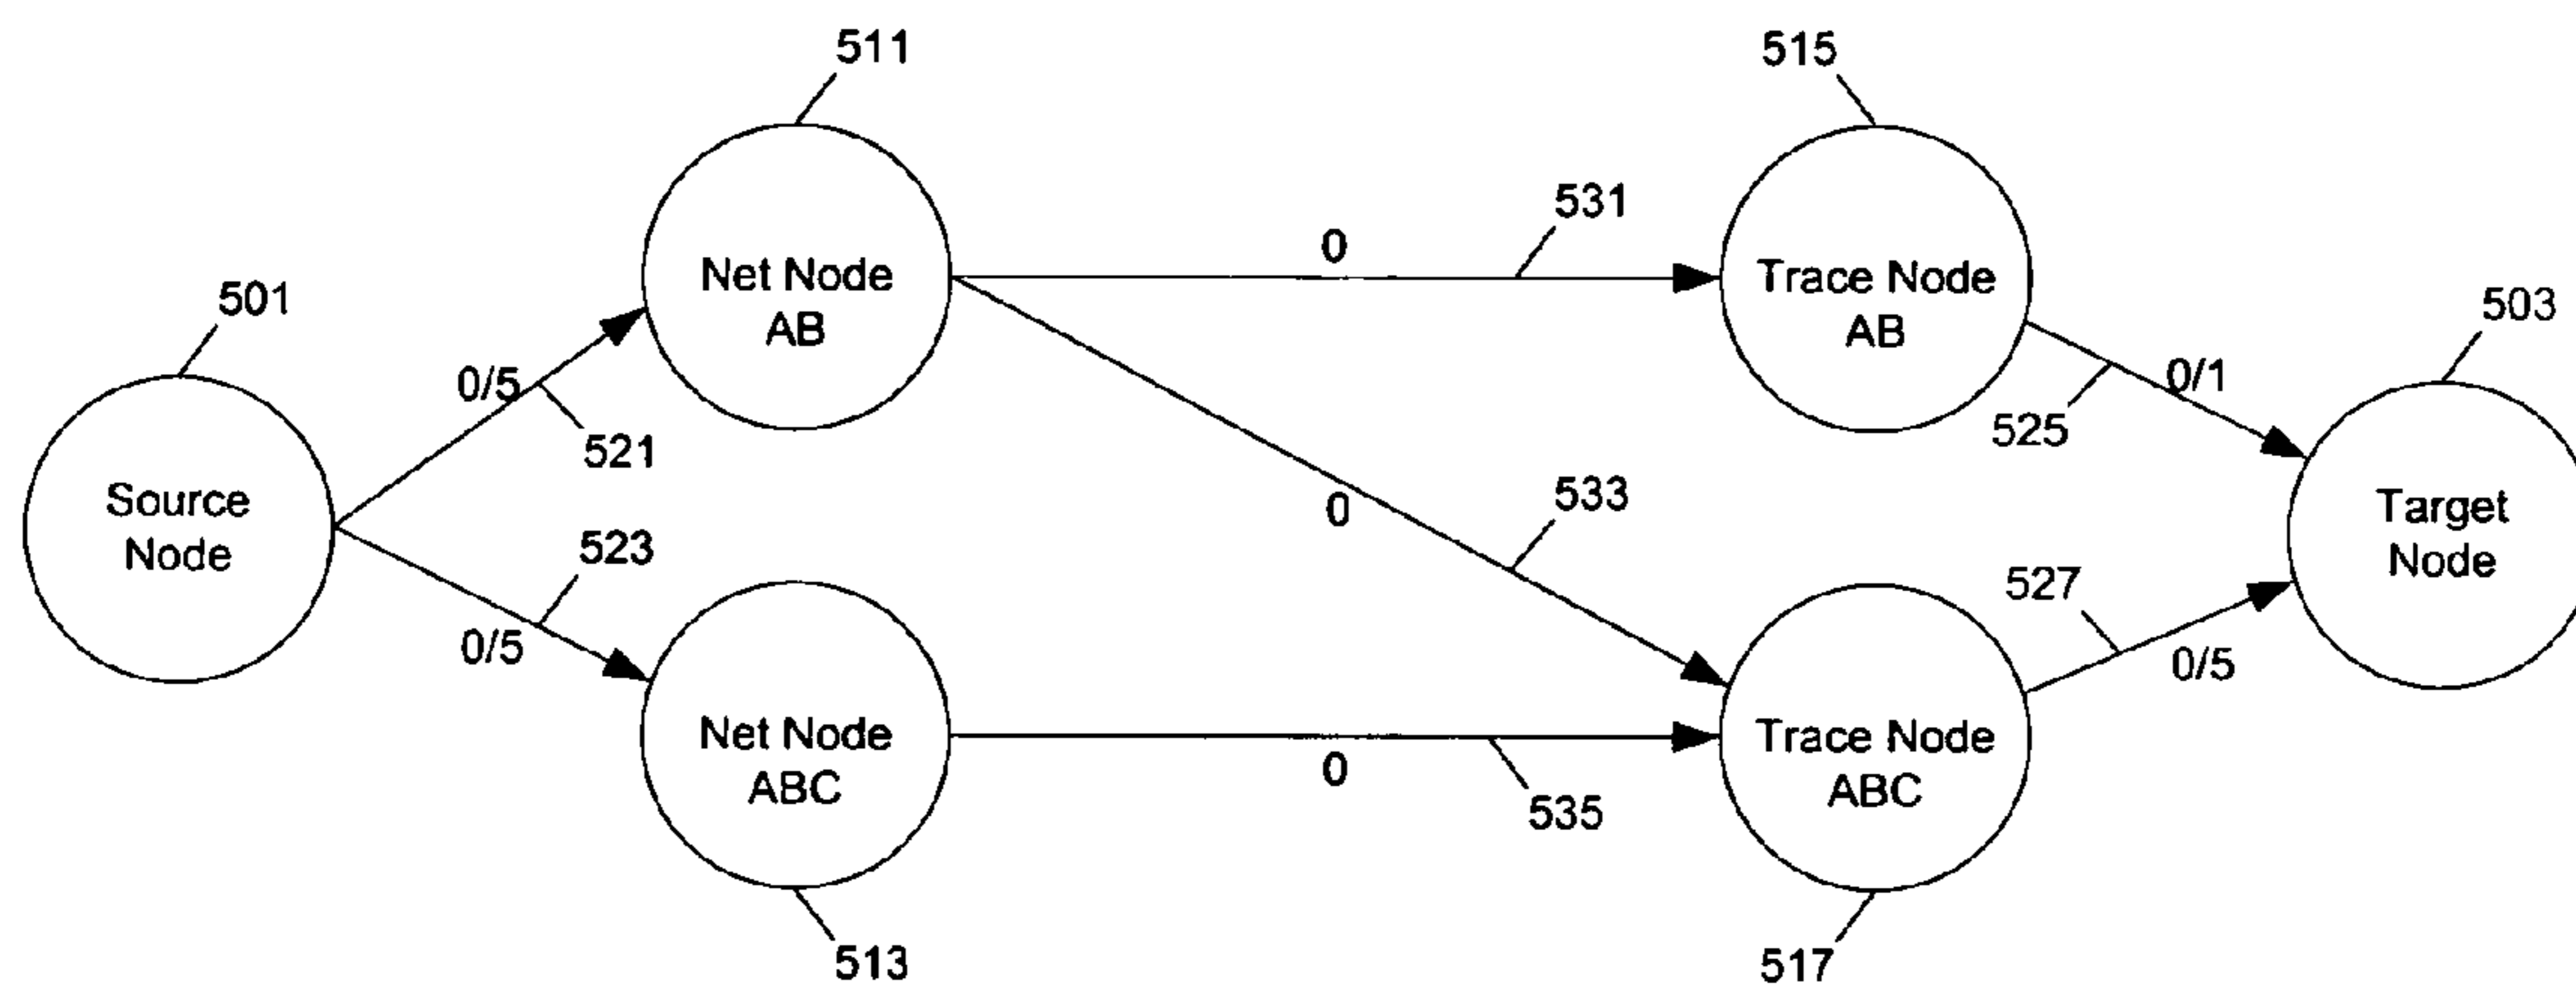 511
515
531
0
Net Node
AB
Trace Node
AB
501
503
0/5
521
0/1
525
533
0
Source
Node
Target
Node
523
0/5
527
0/5
Net Node
ABC
Trace Node
ABC
0
535
513
517